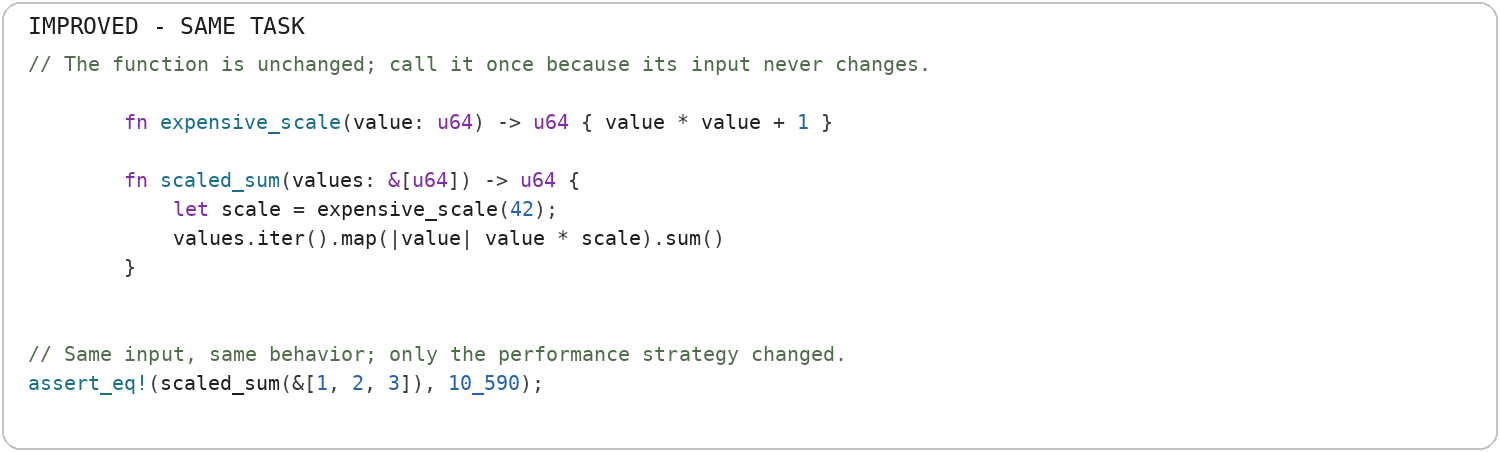 IMPROVED - SAME TASK
// The function is unchanged; call it once because its input never changes.
fn expensive_scale(value: u64) -> u64 { value * value + 1 }
fn scaled_sum(values: &[u64]) -> u64 {
let scale = expensive_scale(42);
values.iter().map(|value| value * scale).sum()
}
// Same input, same behavior; only the performance strategy changed.
assert_eq!(scaled_sum(&[1, 2, 3]), 10_590);